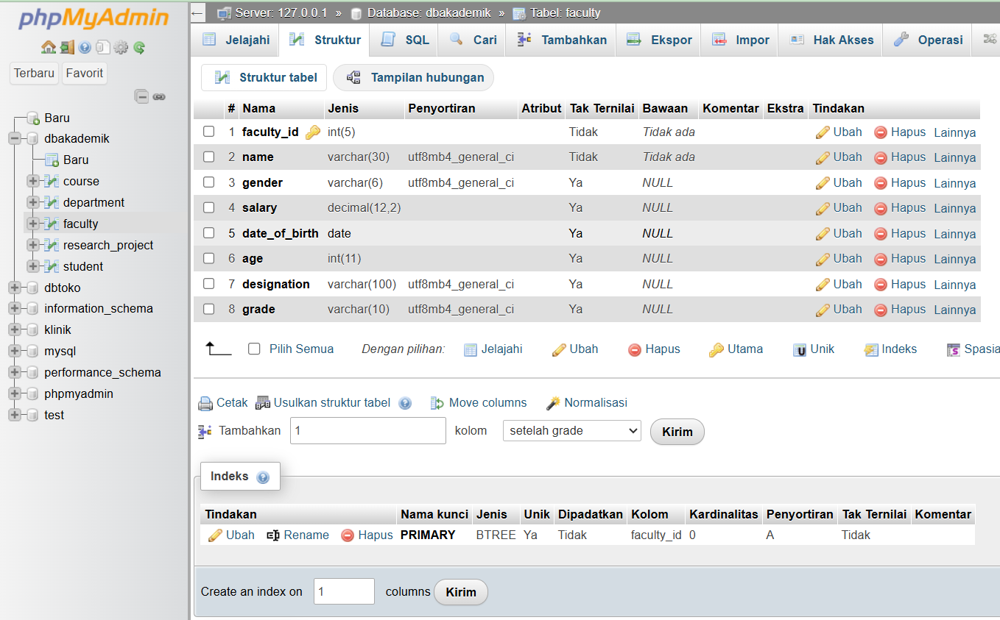 phpMyAdmin
Terbaru Favorit
Baru
dbakademik
Baru
course
department
faculty
research_project
student
dbtoko
information_schema
klinik
mysql
performance_schema
phpmyadmin
test
← Server: 127.0.0.1 » Database: dbakademik » Tabel: faculty
Jelajahi Struktur SQL Cari Tambahkan Ekspor Impor Hak Akses Operasi
Struktur tabel Tampilan hubungan
# Nama Jenis Penyortiran Atribut Tak Ternilai Bawaan Komentar Ekstra Tindakan
1 faculty_id int(5) Tidak Tidak ada Ubah Hapus Lainnya
2 name varchar(30) utf8mb4_general_ci Tidak Tidak ada Ubah Hapus Lainnya
3 gender varchar(6) utf8mb4_general_ci Ya NULL Ubah Hapus Lainnya
4 salary decimal(12,2) Ya NULL Ubah Hapus Lainnya
5 date_of_birth date Ya NULL Ubah Hapus Lainnya
6 age int(11) Ya NULL Ubah Hapus Lainnya
7 designation varchar(100) utf8mb4_general_ci Ya NULL Ubah Hapus Lainnya
8 grade varchar(10) utf8mb4_general_ci Ya NULL Ubah Hapus Lainnya
Pilih Semua Dengan pilihan: Jelajahi Ubah Hapus Utama Unik Indeks Spasia
Cetak Usulkan struktur tabel Move columns Normalisasi
Tambahkan 1 kolom setelah grade Kirim
Indeks
Tindakan Nama kunci Jenis Unik Dipadatkan Kolom Kardinalitas Penyortiran Tak Ternilai Komentar
Ubah Rename Hapus PRIMARY BTREE Ya Tidak faculty_id 0 A Tidak
Create an index on 1 columns Kirim